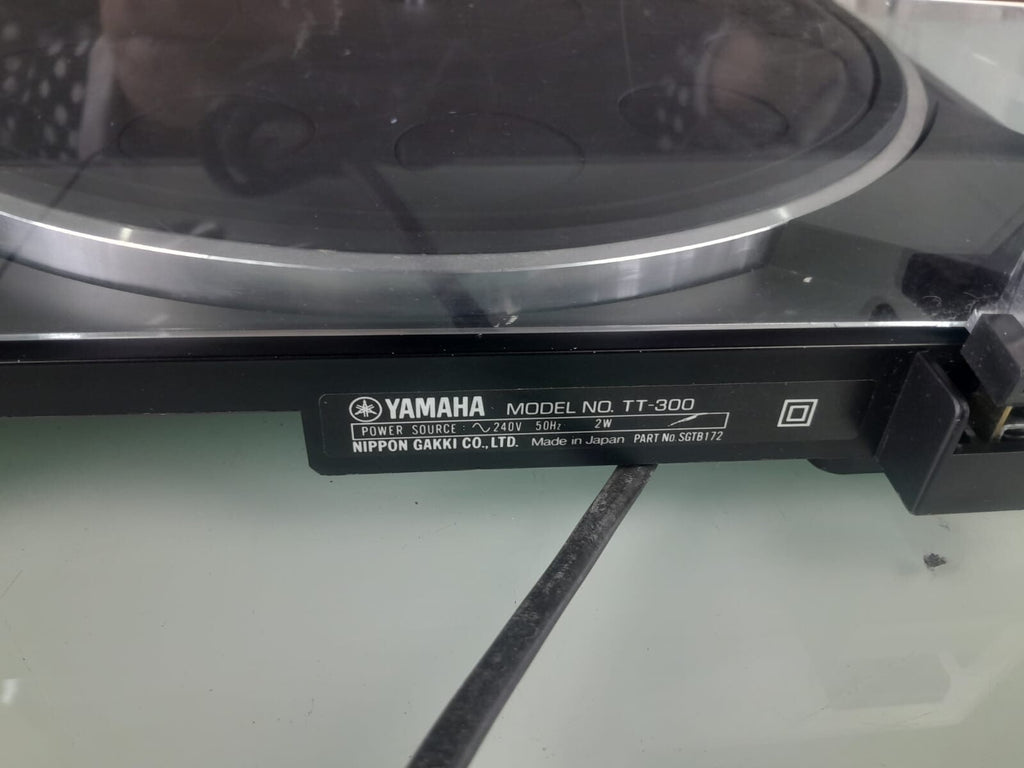 YAMAHA MODEL NO. TT-300
POWER SOURCE : ∿ 240V 50Hz 2W
NIPPON GAKKI CO., LTD. Made in Japan PART No. SGTB172